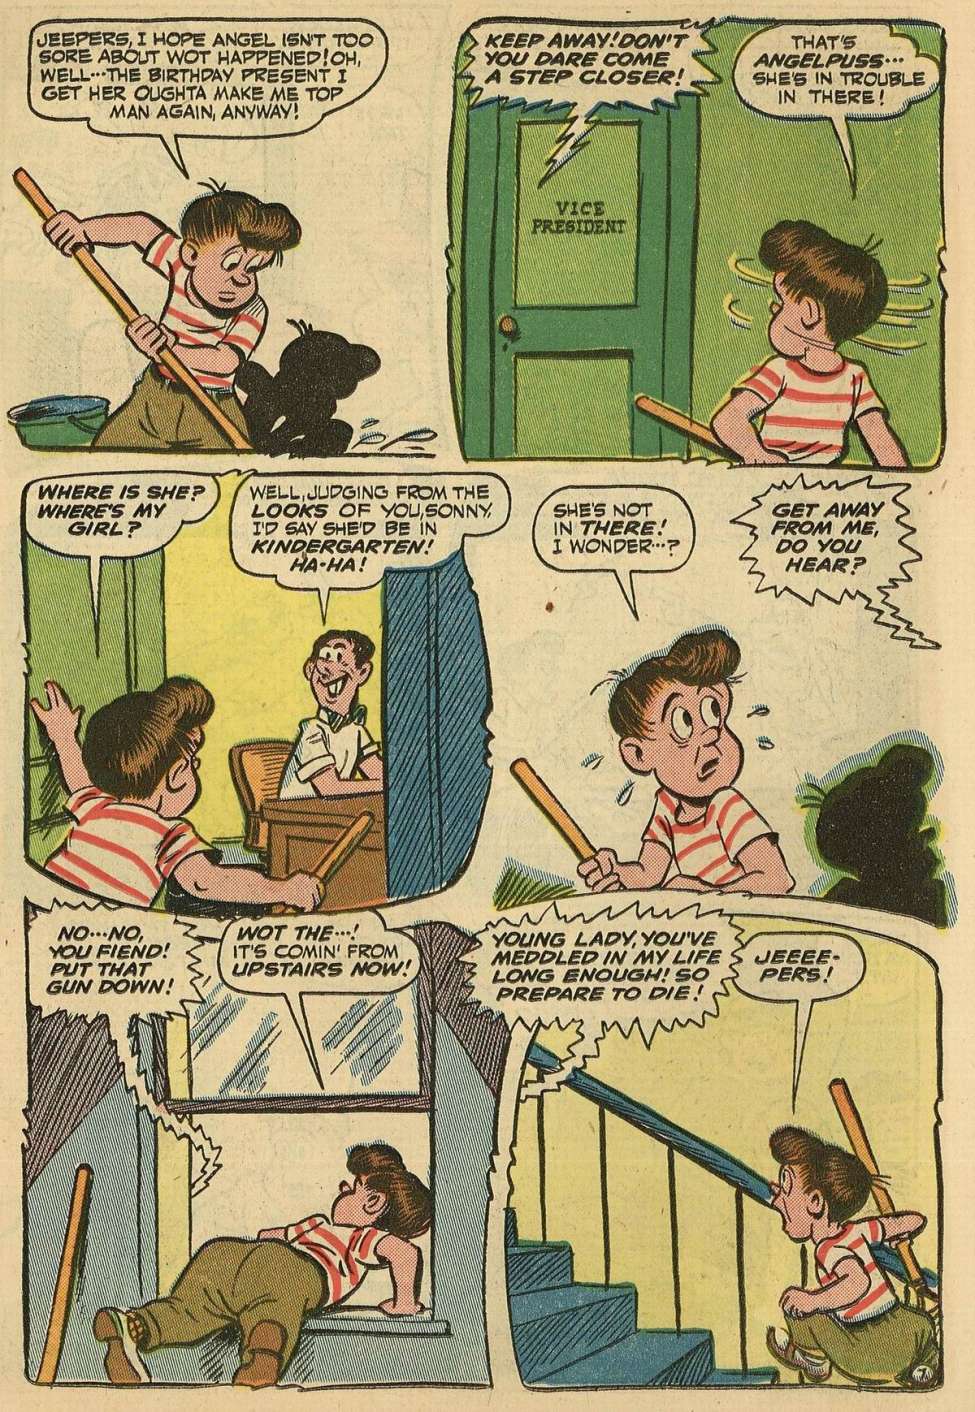 JEEPERS, I HOPE ANGEL ISN'T TOO
SORE ABOUT WOT HAPPENED! OH,
WELL---THE BIRTHDAY PRESENT I
GET HER OUGHTA MAKE ME TOP
MAN AGAIN, ANYWAY!
KEEP AWAY! DON'T
YOU DARE COME
A STEP CLOSER!
THAT'S
ANGELPUSS---
SHE'S IN TROUBLE
IN THERE!
VICE
PRESIDENT
WHERE IS SHE?
WHERE'S MY
GIRL?
WELL, JUDGING FROM THE
LOOKS OF YOU, SONNY,
I'D SAY SHE'D BE IN
KINDERGARTEN!
HA-HA!
SHE'S NOT
IN THERE!
I WONDER---?
GET AWAY
FROM ME,
DO YOU
HEAR?
NO---NO,
YOU FIEND!
PUT THAT
GUN DOWN!
WOT THE---!
IT'S COMIN' FROM
UPSTAIRS NOW!
YOUNG LADY, YOU'VE
MEDDLED IN MY LIFE
LONG ENOUGH! SO
PREPARE TO DIE!
JEEEE-
PERS!
7